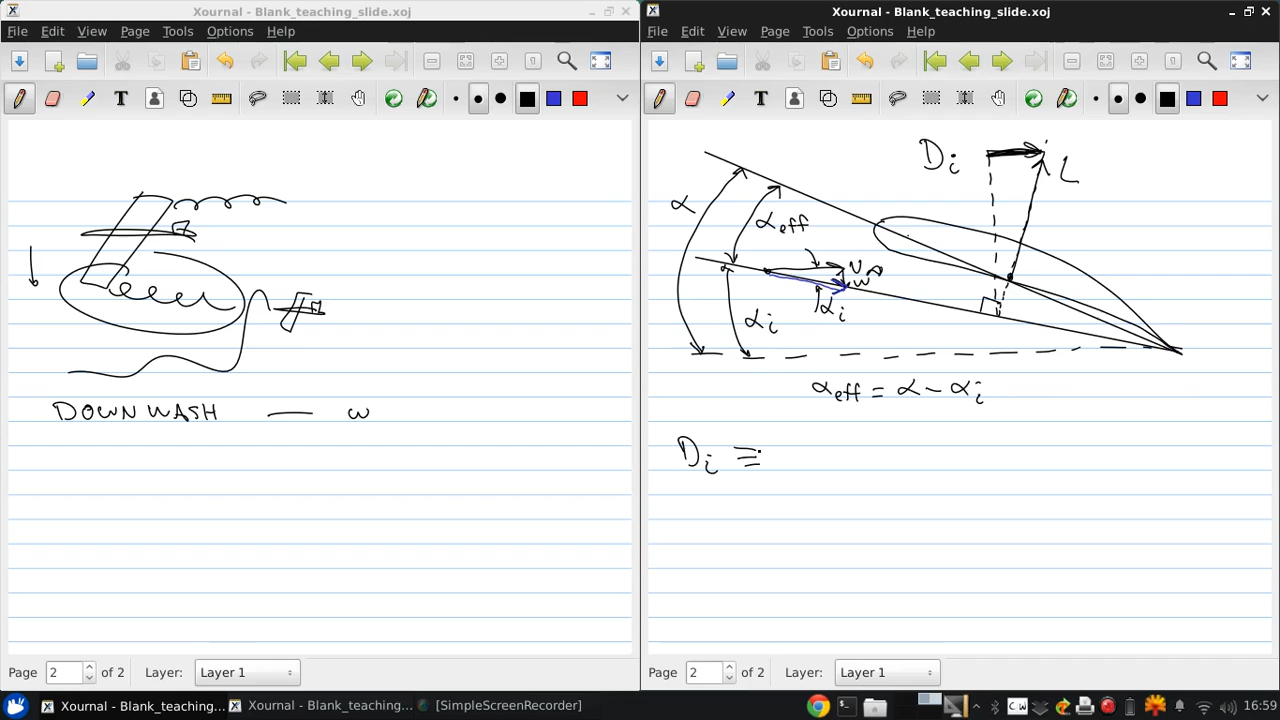 Xournal - Blank_teaching_slide.xoj
File Edit View Page Tools Options Help
DOWNWASH — w
Page 2 of 2 Layer: Layer 1
Xournal - Blank_teaching_slide.xoj
File Edit View Page Tools Options Help
Di
L
α
αeff
V∞
w
αi
αi
αeff = α - αi
Di ≡
Page 2 of 2 Layer: Layer 1
Xournal - Blank_teaching... Xournal - Blank_teaching... [SimpleScreenRecorder] 16:59